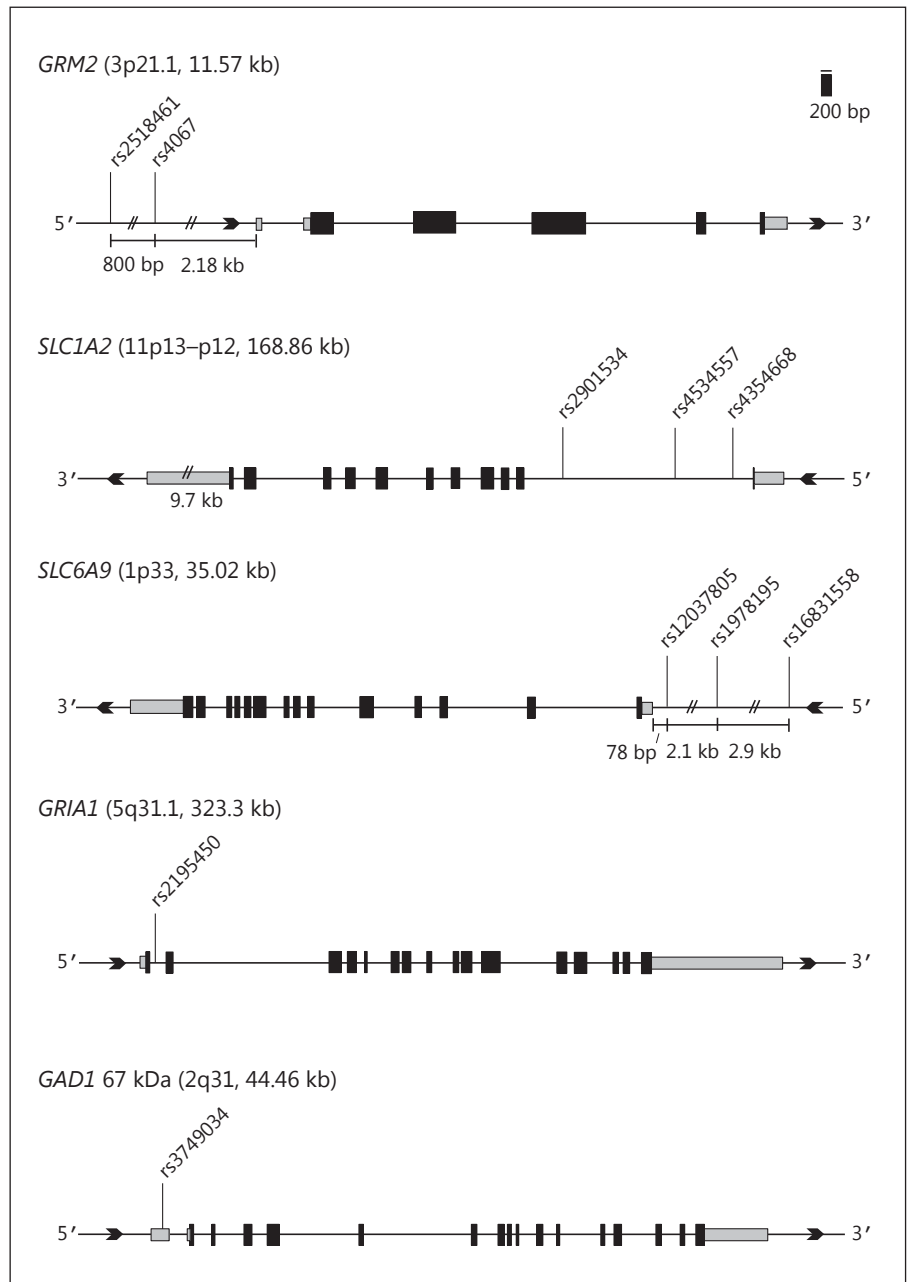 GRM2 (3p21.1, 11.57 kb)
200 bp
rs2518461
rs4067
5′
3′
800 bp
2.18 kb
SLC1A2 (11p13–p12, 168.86 kb)
rs2901534
rs4534557
rs4354668
3′
5′
9.7 kb
SLC6A9 (1p33, 35.02 kb)
rs12037805
rs1978195
rs16831558
3′
5′
78 bp
2.1 kb
2.9 kb
GRIA1 (5q31.1, 323.3 kb)
rs2195450
5′
3′
GAD1 67 kDa (2q31, 44.46 kb)
rs3749034
5′
3′